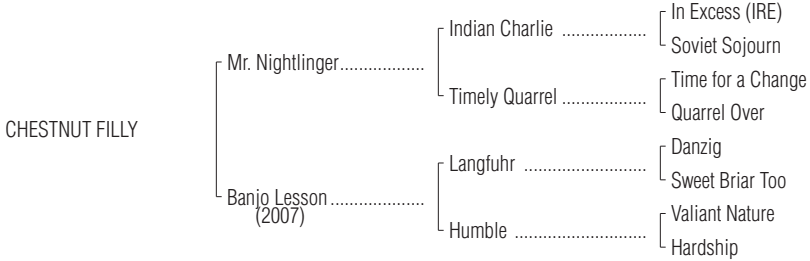 In Excess (IRE)
Indian Charlie ..................
Soviet Sojourn
Mr. Nightlinger..................
Time for a Change
Timely Quarrel ..................
Quarrel Over
CHESTNUT FILLY
Danzig
Langfuhr ..........................
Sweet Briar Too
Banjo Lesson ....................
(2007)
Valiant Nature
Humble ............................
Hardship